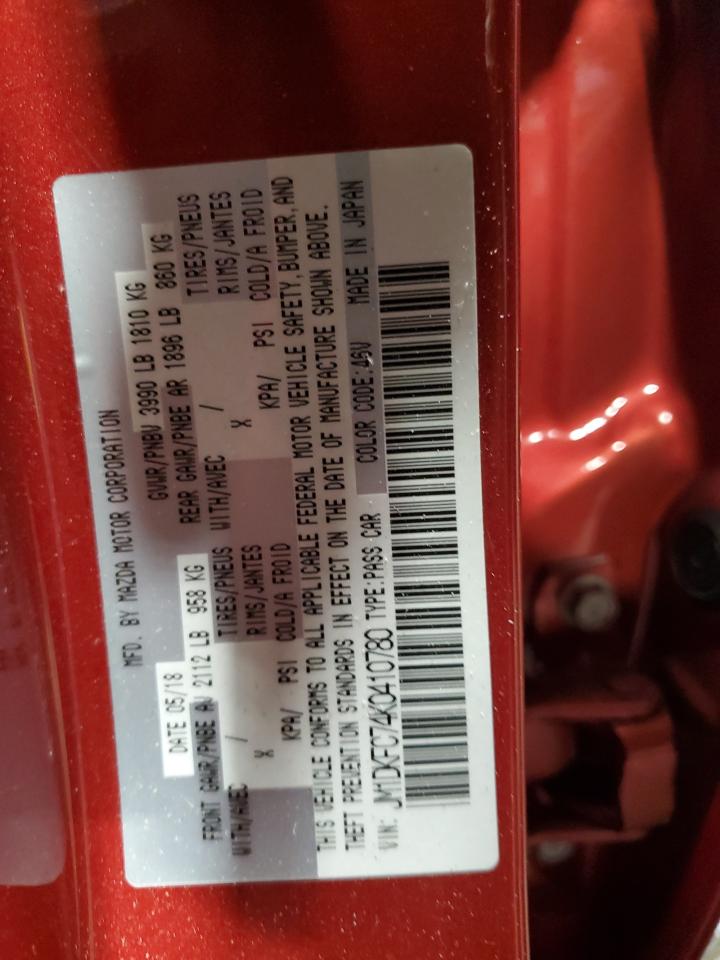 MFD. BY MAZDA MOTOR CORPORATION
DATE 05/18 GVWR/PNBV 3990 LB 1810 KG
FRONT GAWR/PNBE AV 2112 LB 958 KG REAR GAWR/PNBE AR 1896 LB 860 KG
WITH/AVEC / TIRES/PNEUS WITH/AVEC / TIRES/PNEUS
X RIMS/JANTES X RIMS/JANTES
KPA/ PSI COLD/A FROID KPA/ PSI COLD/A FROID
THIS VEHICLE CONFORMS TO ALL APPLICABLE FEDERAL MOTOR VEHICLE SAFETY, BUMPER, AND
THEFT PREVENTION STANDARDS IN EFFECT ON THE DATE OF MANUFACTURE SHOWN ABOVE.
VIN: JM1DKFC74K0410780 TYPE:PASS CAR COLOR CODE:46V MADE IN JAPAN